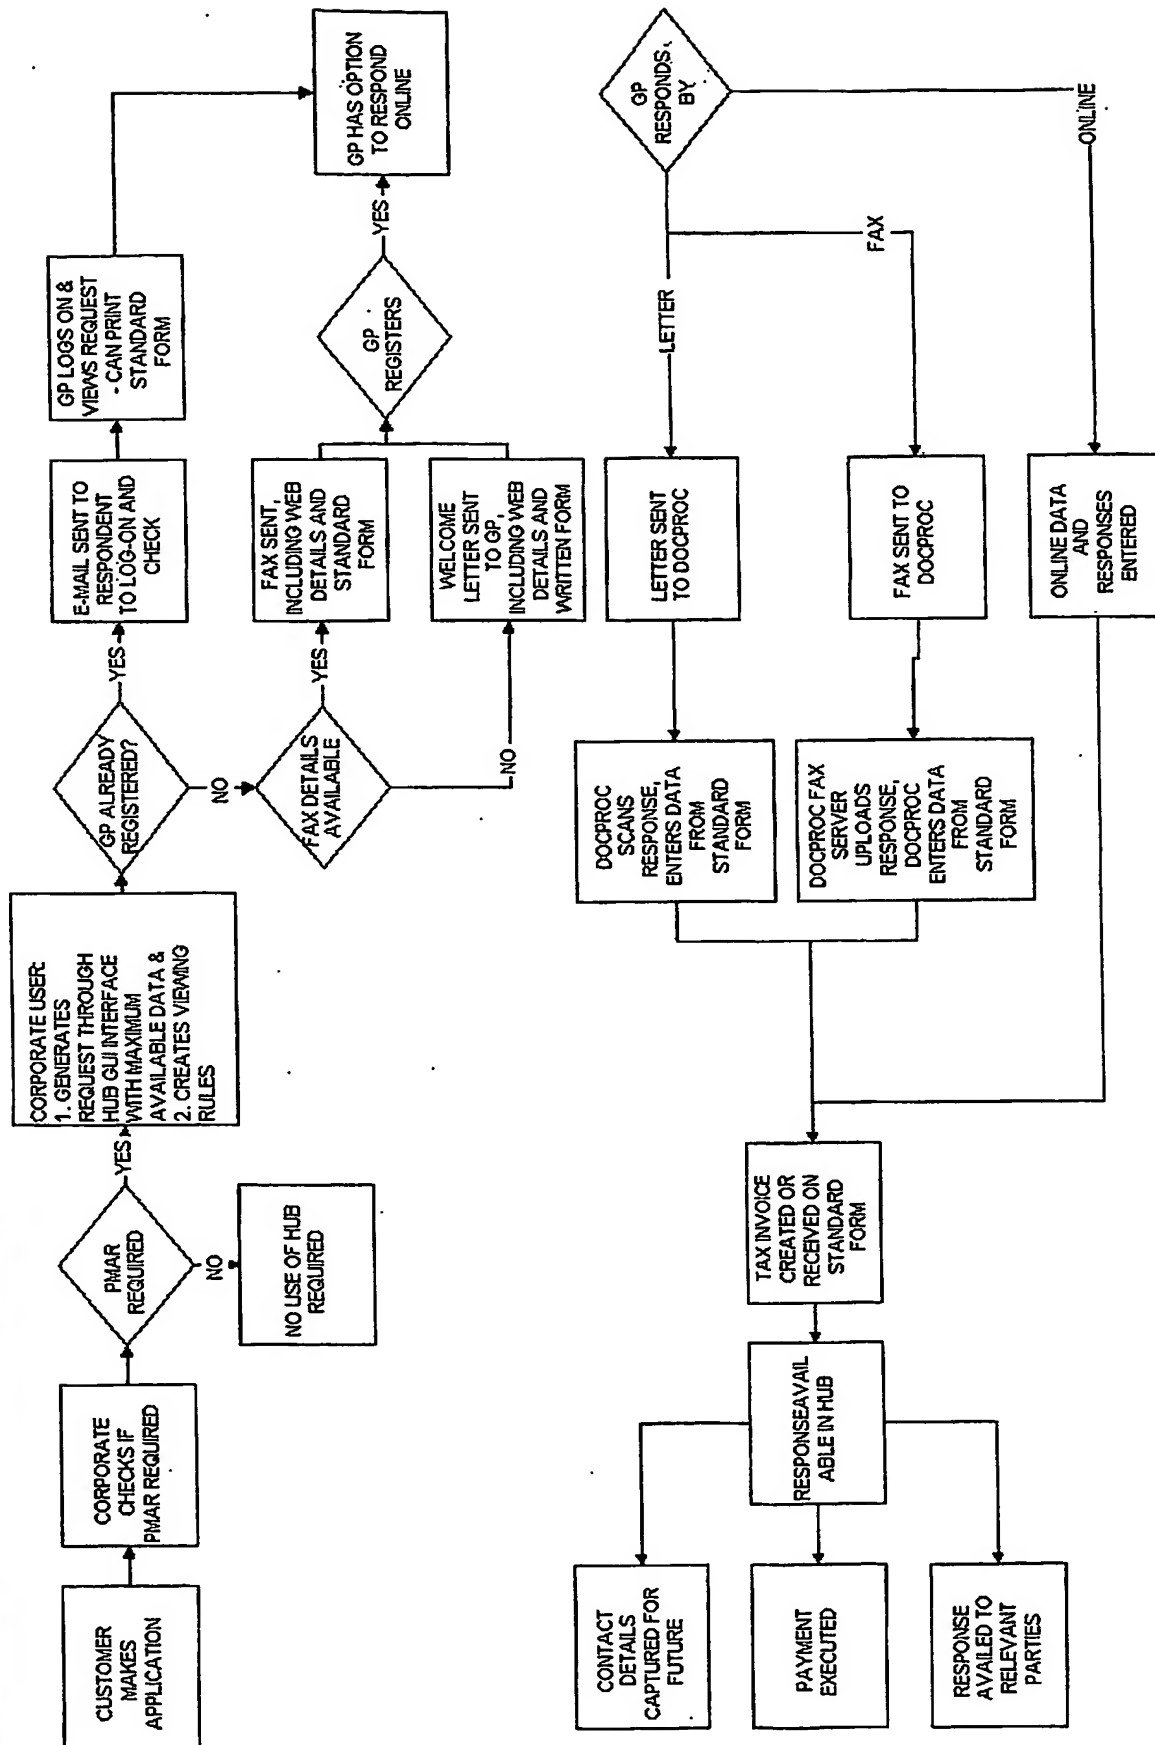 CUSTOMER
MAKES
APPLICATION
CORPORATE
CHECKS IF
PMAR REQUIRED
PMAR
REQUIRED
YES
NO
NO USE OF HUB
REQUIRED
CORPORATE USER:
1. GENERATES
REQUEST THROUGH
HUB GUI INTERFACE
WITH MAXIMUM
AVAILABLE DATA &
2. CREATES VIEWING
RULES
GP ALREADY
REGISTERED?
YES
NO
E-MAIL SENT TO
RESPONDENT
TO LOG-ON AND
CHECK
GP LOGS ON &
VIEWS REQUEST
- CAN PRINT
STANDARD
FORM
FAX DETAILS
AVAILABLE
YES
NO
FAX SENT,
INCLUDING WEB
DETAILS AND
STANDARD
FORM
WELCOME
LETTER SENT
TO GP,
INCLUDING WEB
DETAILS AND
WRITTEN FORM
GP
REGISTERS
YES
GP HAS OPTION
TO RESPOND
ONLINE
GP
RESPONDS
BY
LETTER
FAX
ONLINE
LETTER SENT
TO DOCPROC
FAX SENT TO
DOCPROC
ONLINE DATA
AND
RESPONSES
ENTERED
DOCPROC
SCANS
RESPONSE,
ENTERS DATA
FROM
STANDARD
FORM
DOCPROC FAX
SERVER
UPLOADS
RESPONSE,
DOCPROC
ENTERS DATA
FROM
STANDARD
FORM
TAX INVOICE
CREATED OR
RECEIVED ON
STANDARD
FORM
RESPONSEAVAIL
ABLE IN HUB
CONTACT
DETAILS
CAPTURED FOR
FUTURE
PAYMENT
EXECUTED
RESPONSE
AVAILED TO
RELEVANT
PARTIES